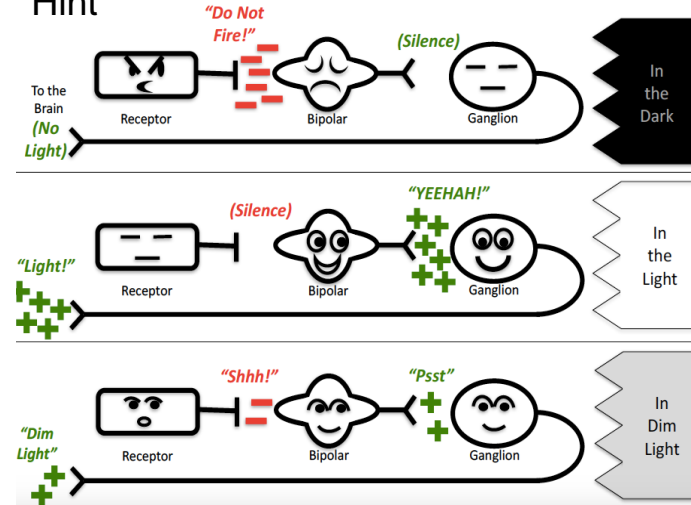 Hint
"Do Not
Fire!"
(Silence)
To the
Brain
(No
Light)
Receptor
Bipolar
Ganglion
In
the
Dark
"YEEHAH!"
(Silence)
"Light!"
Receptor
Bipolar
Ganglion
In
the
Light
"Shhh!"
"Psst"
"Dim
Light"
Receptor
Bipolar
Ganglion
In
Dim
Light